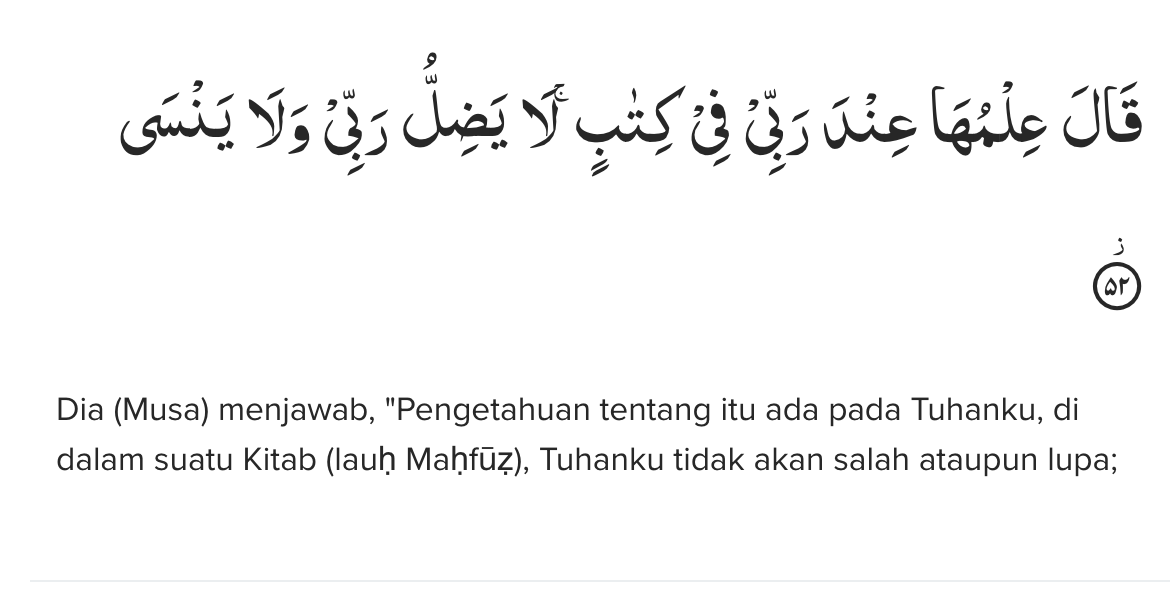 قَالَ عِلْمُهَا عِنْدَ رَبِّيْ فِيْ كِتٰبٍۚ لَا يَضِلُّ رَبِّيْ وَلَا يَنْسَىۖ
ز
۵۲
Dia (Musa) menjawab, "Pengetahuan tentang itu ada pada Tuhanku, di
dalam suatu Kitab (lauḥ Maḥfūẓ), Tuhanku tidak akan salah ataupun lupa;